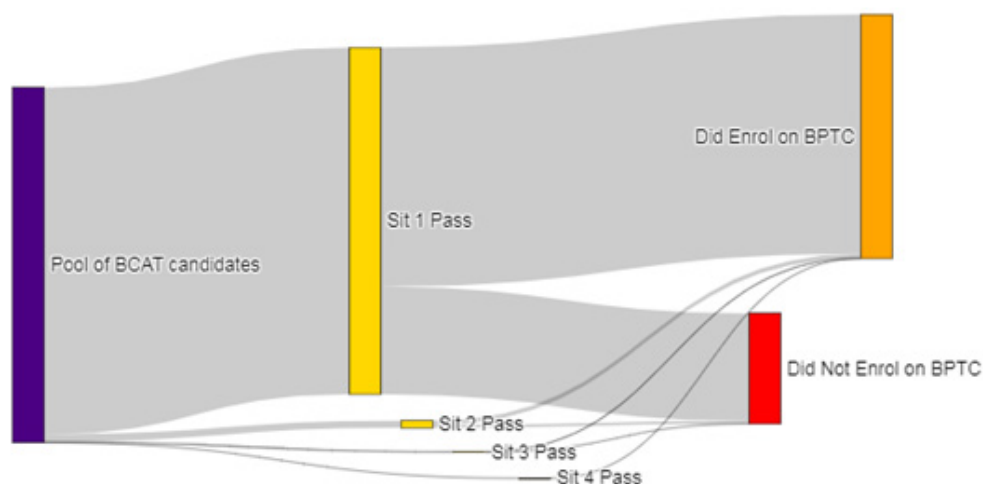 Did Enrol on BPTC
Sit 1 Pass
Pool of BCAT candidates
Did Not Enrol on BPTC
Sit 2 Pass
Sit 3 Pass
Sit 4 Pass